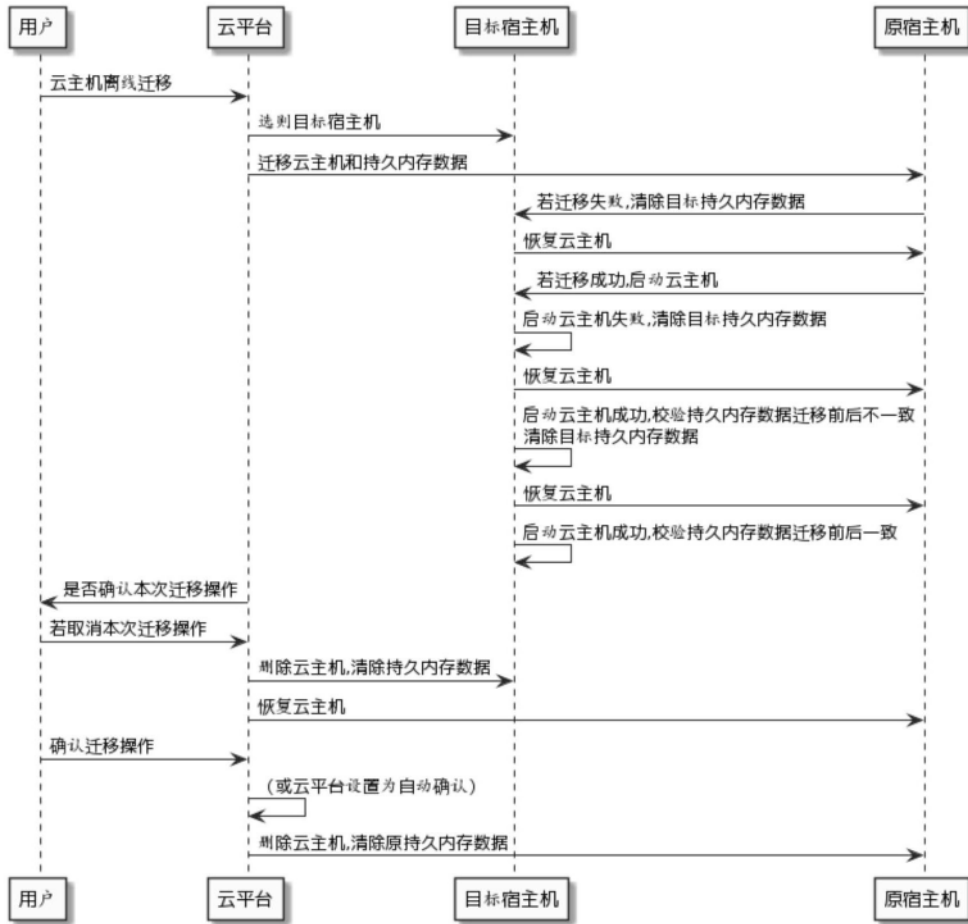 用户
云平台
目标宿主机
原宿主机
云主机离线迁移
选则目标宿主机
迁移云主机和持久内存数据
若迁移失败,清除目标持久内存数据
恢复云主机
若迁移成功,启动云主机
启动云主机失败,清除目标持久内存数据
恢复云主机
启动云主机成功,校验持久内存数据迁移前后不一致
清除目标持久内存数据
恢复云主机
启动云主机成功,校验持久内存数据迁移前后一致
是否确认本次迁移操作
若取消本次迁移操作
删除云主机,清除持久内存数据
恢复云主机
确认迁移操作
（或云平台设置为自动确认）
删除云主机,清除原持久内存数据
用户
云平台
目标宿主机
原宿主机